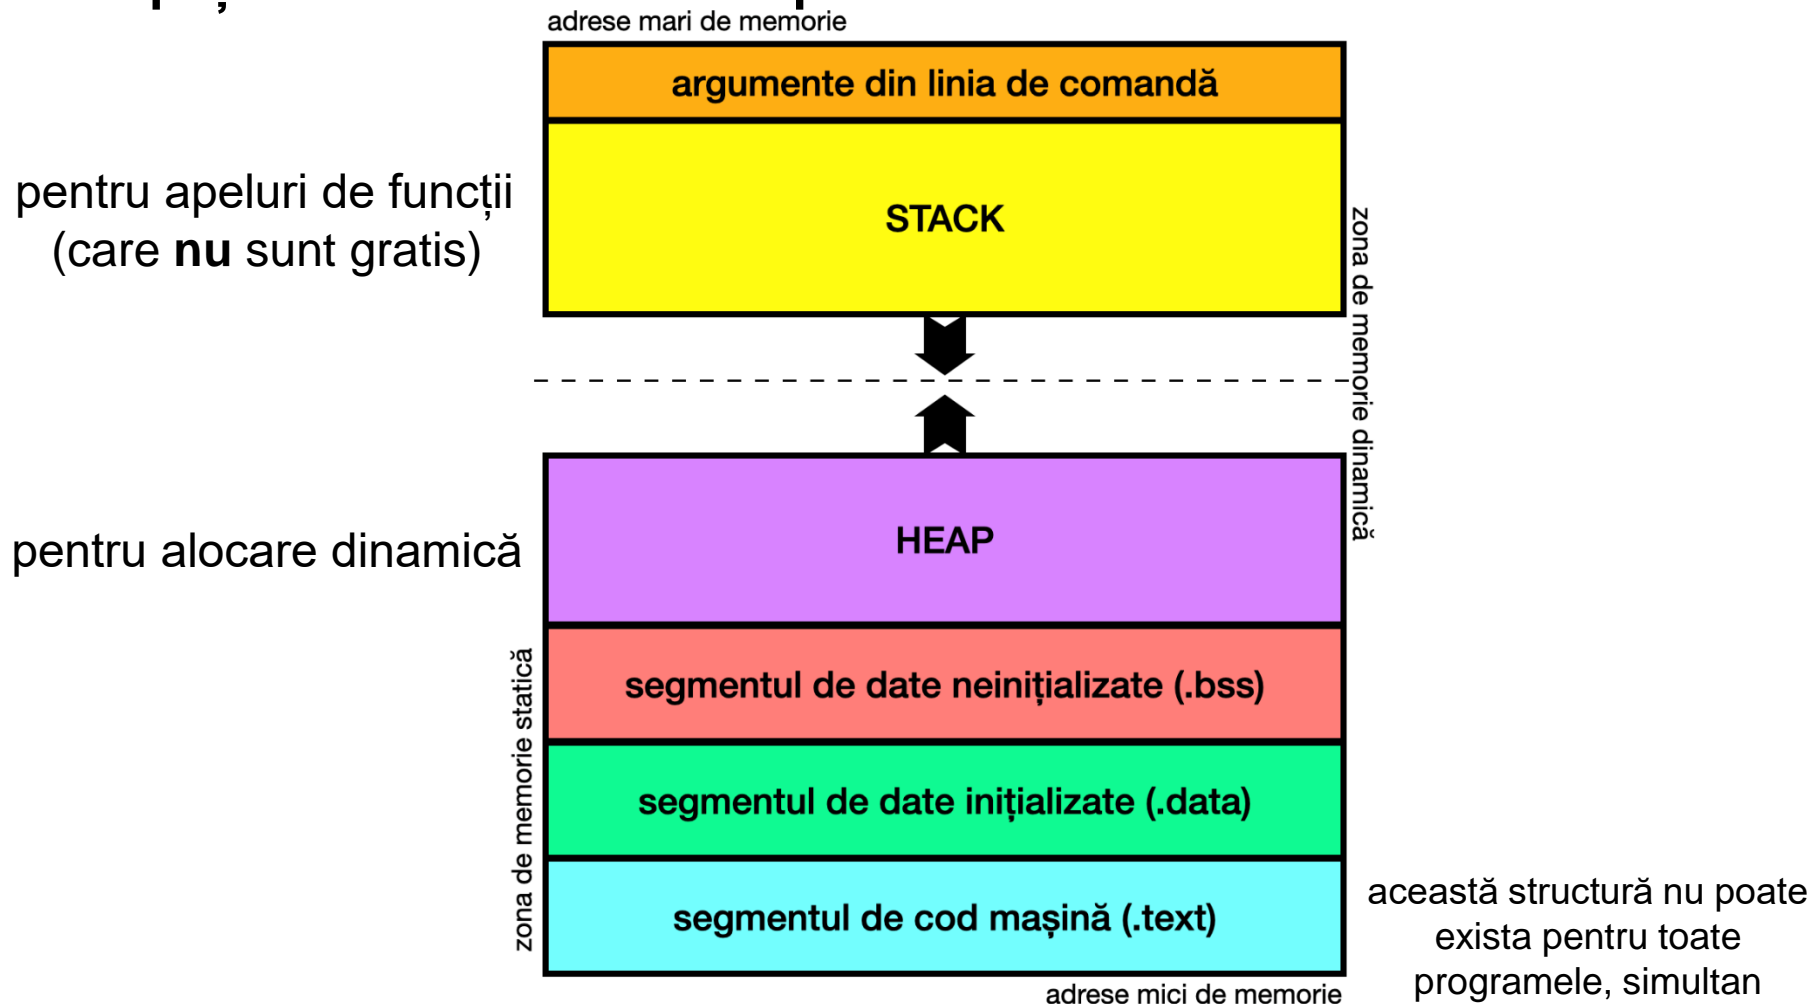 adrese mari de memorie
argumente din linia de comandă
pentru apeluri de funcții
(care nu sunt gratis)
STACK
zona de memorie dinamică
pentru alocare dinamică
HEAP
zona de memorie statică
segmentul de date neinițializate (.bss)
segmentul de date inițializate (.data)
segmentul de cod mașină (.text)
această structură nu poate
exista pentru toate
programele, simultan
adrese mici de memorie